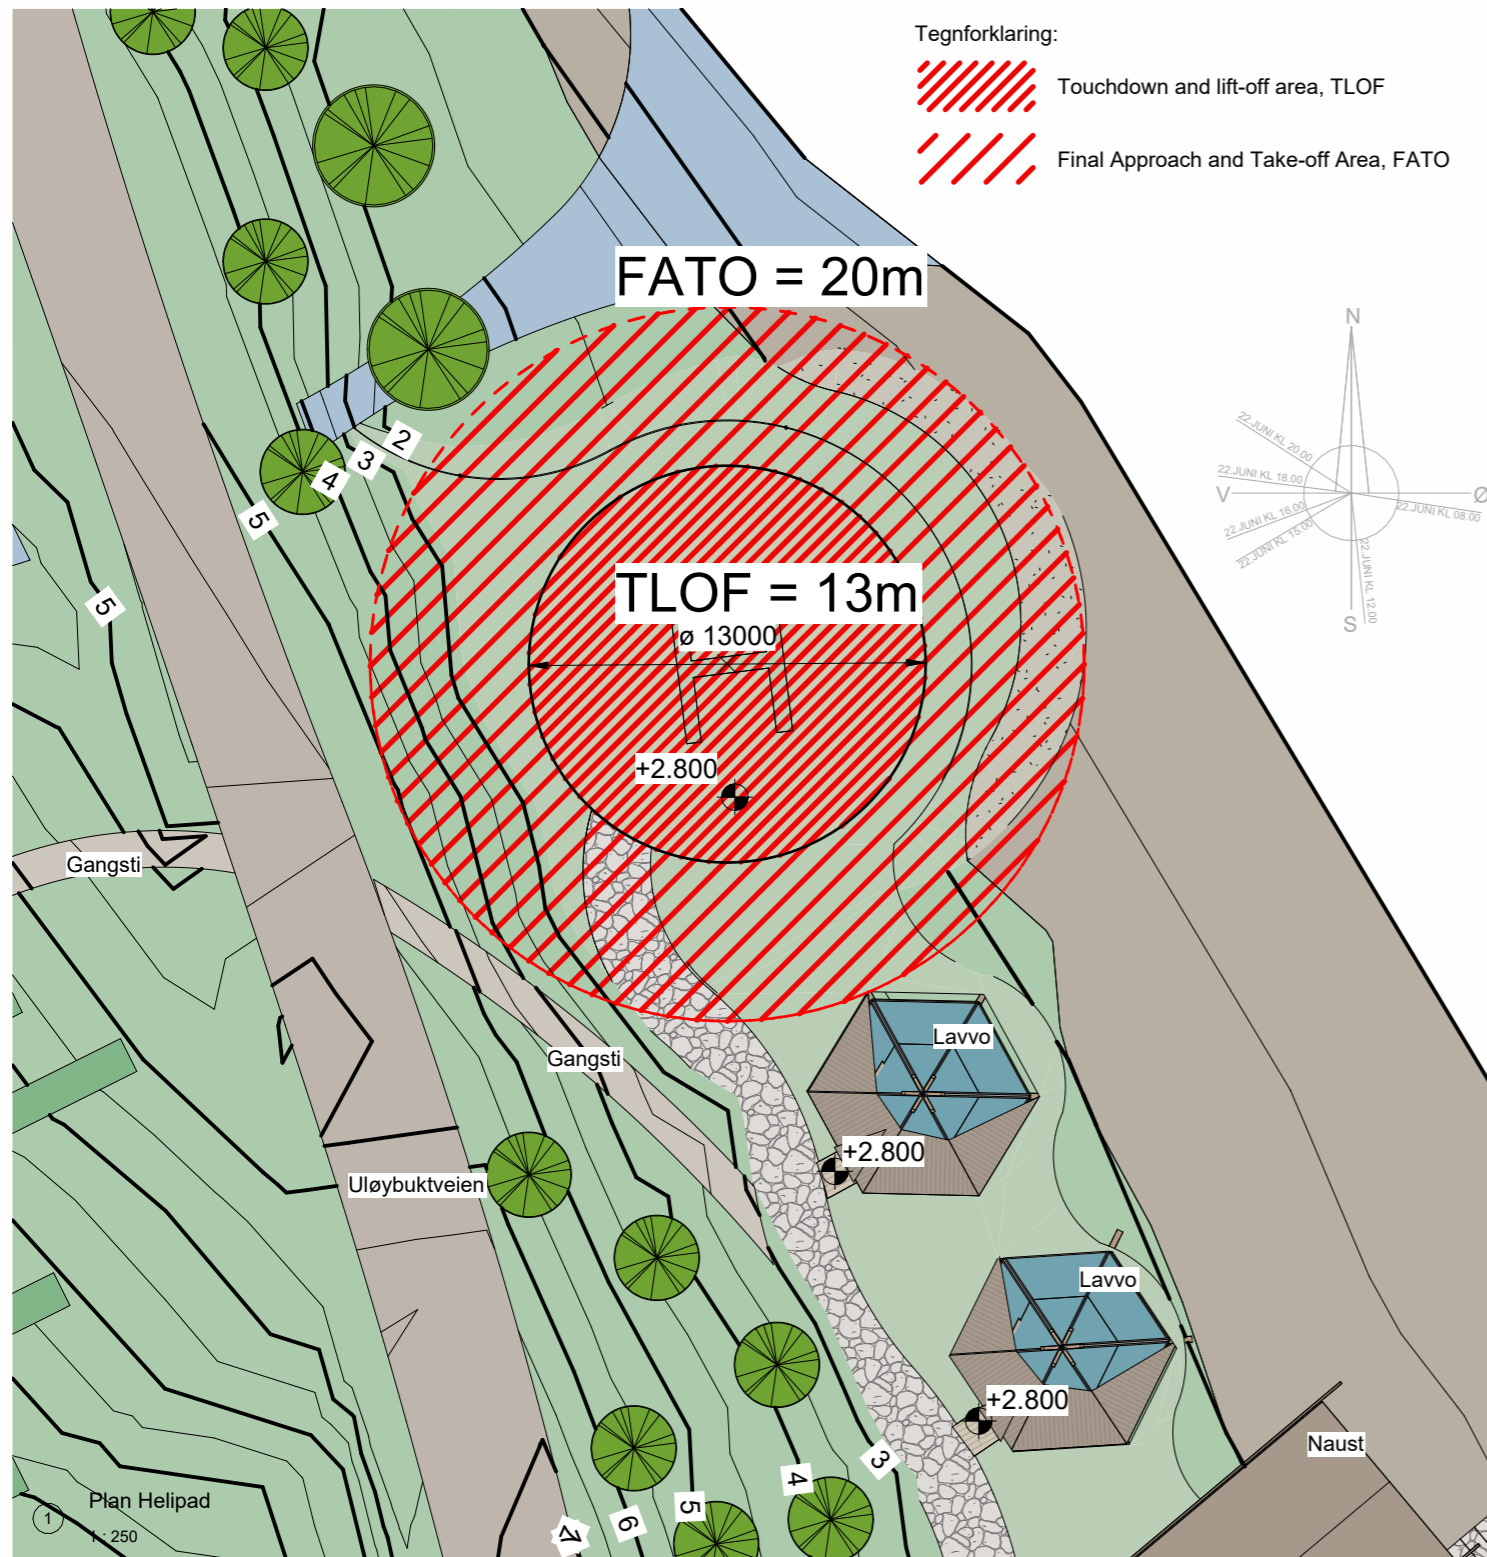 Tegnforklaring:
Touchdown and lift-off area, TLOF
Final Approach and Take-off Area, FATO
FATO = 20m
N
22.JUNI KL 20.00
22.JUNI KL 18.00
V
Ø
22.JUNI KL 16.00
22.JUNI KL 08.00
22.JUNI KL 15.00
22.JUNI KL 12.00
S
2
3
4
5
5
TLOF = 13m
ø 13000
H
+2.800
Gangsti
Gangsti
Lavvo
+2.800
Uløybuktveien
Lavvo
+2.800
Naust
3
4
5
6
7
1
Plan Helipad
1 : 250